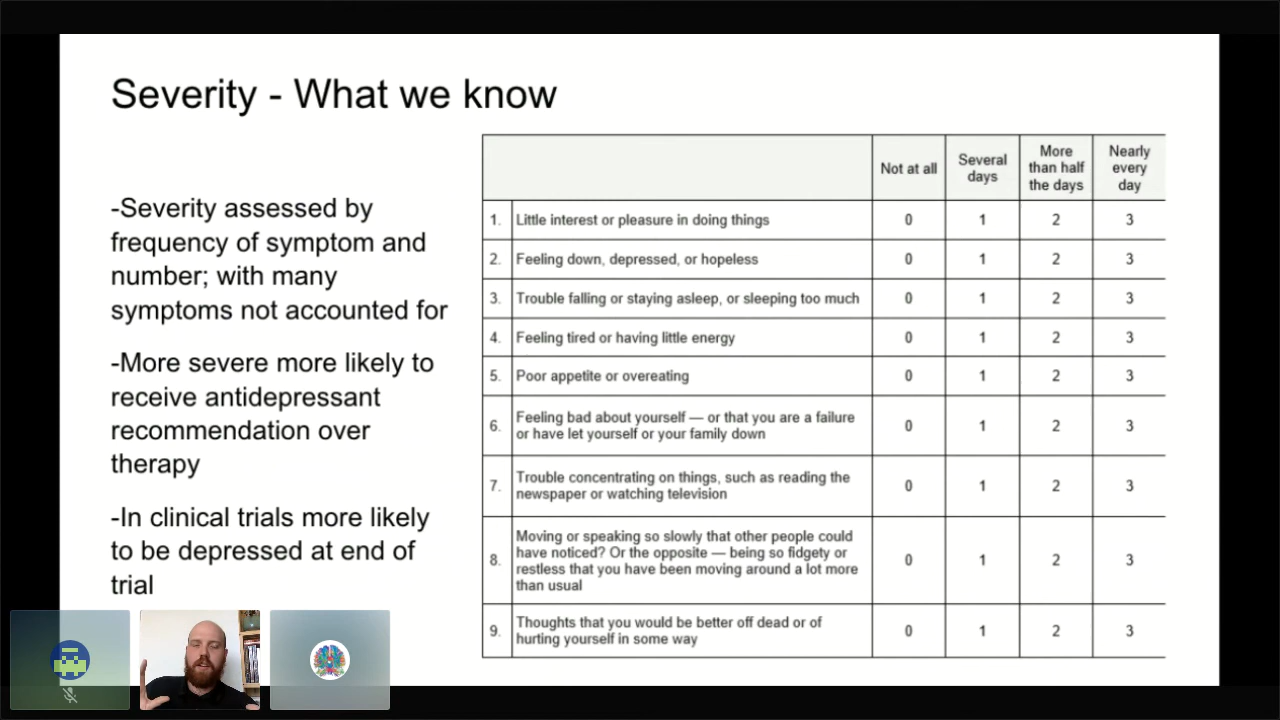 Severity - What we know
-Severity assessed by
frequency of symptom and
number; with many
symptoms not accounted for
-More severe more likely to
receive antidepressant
recommendation over
therapy
-In clinical trials more likely
to be depressed at end of
trial
Not at all
Several
days
More
than half
the days
Nearly
every
day
1. Little interest or pleasure in doing things 0 1 2 3
2. Feeling down, depressed, or hopeless 0 1 2 3
3. Trouble falling or staying asleep, or sleeping too much 0 1 2 3
4. Feeling tired or having little energy 0 1 2 3
5. Poor appetite or overeating 0 1 2 3
6. Feeling bad about yourself — or that you are a failure
or have let yourself or your family down 0 1 2 3
7. Trouble concentrating on things, such as reading the
newspaper or watching television 0 1 2 3
8. Moving or speaking so slowly that other people could
have noticed? Or the opposite — being so fidgety or
restless that you have been moving around a lot more
than usual 0 1 2 3
9. Thoughts that you would be better off dead or of
hurting yourself in some way 0 1 2 3